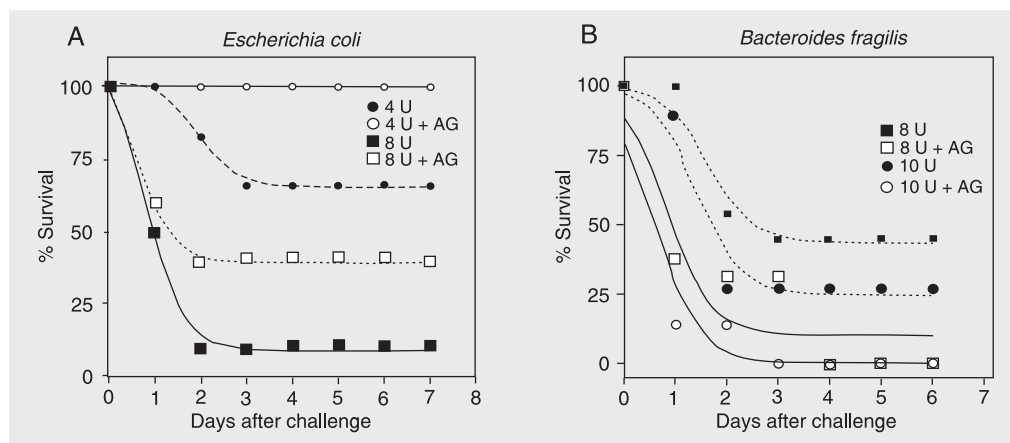 A
Escherichia coli
100
75
50
25
0
% Survival
4 U
4 U + AG
8 U
8 U + AG
0 1 2 3 4 5 6 7 8
Days after challenge
B
Bacteroides fragilis
100
75
50
25
0
% Survival
8 U
8 U + AG
10 U
10 U + AG
0 1 2 3 4 5 6 7
Days after challenge